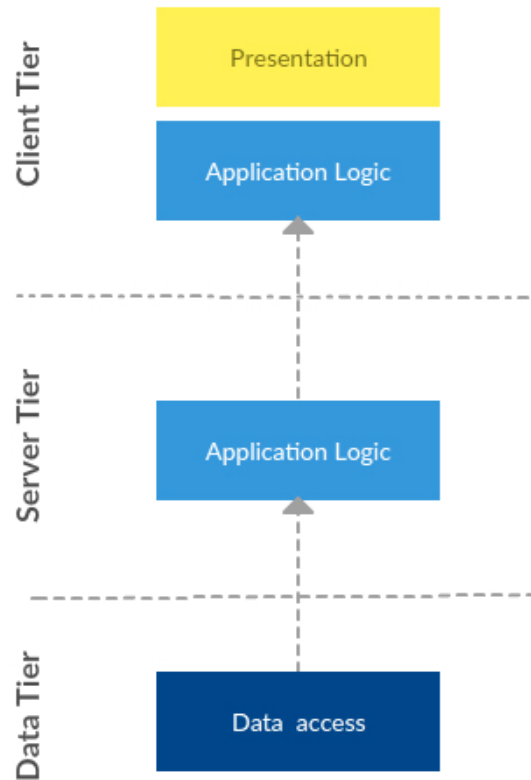 Client Tier
Presentation
Application Logic
Server Tier
Application Logic
Data Tier
Data access